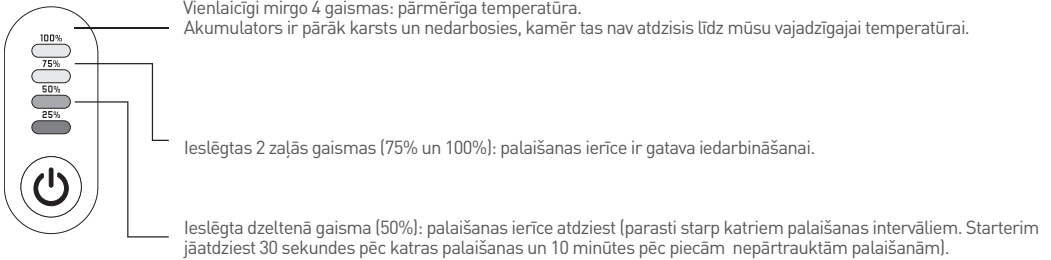 Vienlaicīgi mirgo 4 gaismas: pārmērīga temperatūra.
Akumulators ir pārāk karsts un nedarbosies, kamēr tas nav atdzisis līdz mūsu vajadzīgajai temperatūrai.
100%
75%
50%
25%
Ieslēgtas 2 zaļās gaismas (75% un 100%): palaišanas ierīce ir gatava iedarbināšanai.
Ieslēgta dzeltenā gaisma (50%): palaišanas ierīce atdziest (parasti starp katriem palaišanas intervāliem. Starterim
jāatdziest 30 sekundes pēc katras palaišanas un 10 minūtes pēc piecām nepārtrauktām palaišanām).